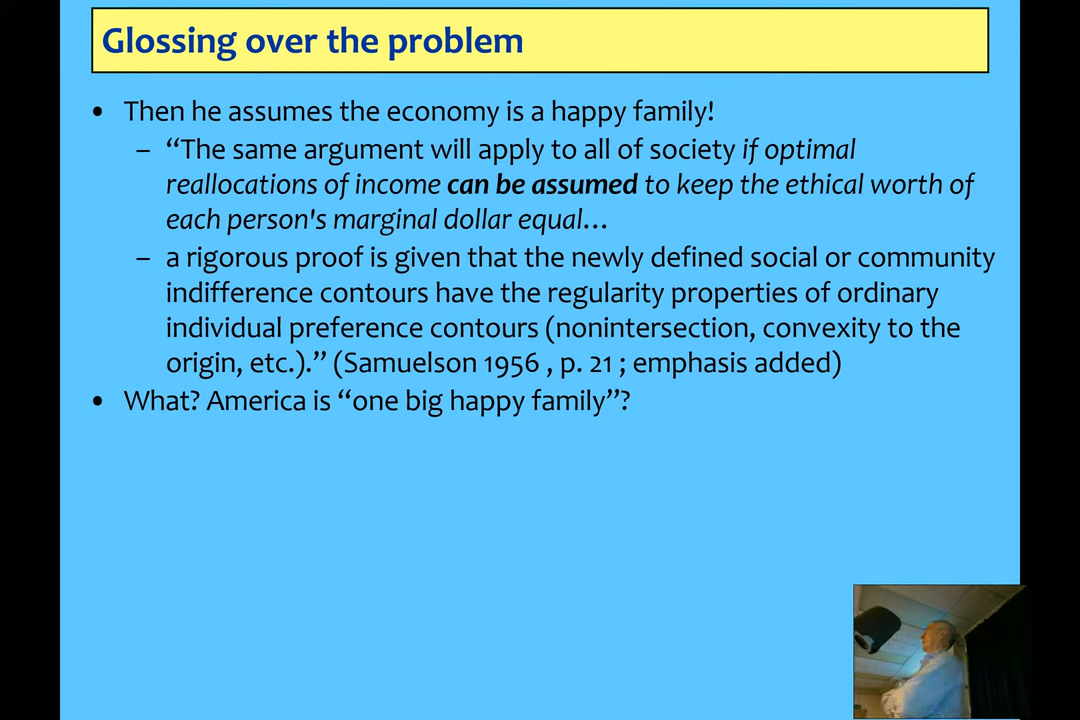 Glossing over the problem
• Then he assumes the economy is a happy family!
– “The same argument will apply to all of society if optimal
reallocations of income can be assumed to keep the ethical worth of
each person's marginal dollar equal…
– a rigorous proof is given that the newly defined social or community
indifference contours have the regularity properties of ordinary
individual preference contours (nonintersection, convexity to the
origin, etc.).” (Samuelson 1956 , p. 21 ; emphasis added)
• What? America is “one big happy family”?